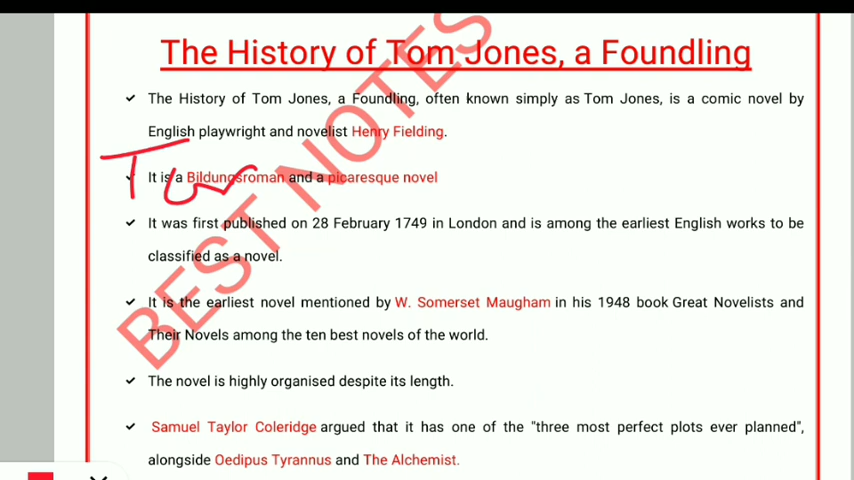 The History of Tom Jones, a Foundling
✔ The History of Tom Jones, a Foundling, often known simply as Tom Jones, is a comic novel by
English playwright and novelist Henry Fielding.
✔ It is a Bildungsroman and a picaresque novel
✔ It was first published on 28 February 1749 in London and is among the earliest English works to be
classified as a novel.
✔ It is the earliest novel mentioned by W. Somerset Maugham in his 1948 book Great Novelists and
Their Novels among the ten best novels of the world.
✔ The novel is highly organised despite its length.
✔ Samuel Taylor Coleridge argued that it has one of the "three most perfect plots ever planned",
alongside Oedipus Tyrannus and The Alchemist.
BEST NOTES